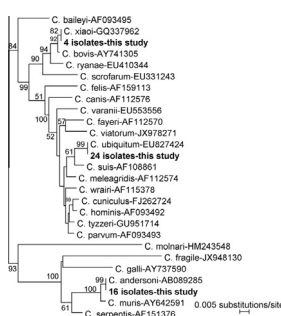 C. baileyi-AF093495
84
82
C. xiaoi-GQ337962
92
4 isolates-this study
94
C. bovis-AY741305
90
C. ryanae-EU410344
99
C. scrofarum-EU331243
C. felis-AF159113
51
C. canis-AF112576
100
C. varanii-EU553556
52
57
C. fayeri-AF112570
C. viatorum-JX978271
99
C. ubiquitum-EU827424
61
24 isolates-this study
C. suis-AF108861
C. meleagridis-AF112574
C. wrairi-AF115378
C. cuniculus-FJ262724
C. hominis-AF093492
C. tyzzeri-GU951714
C. parvum-AF093493
C. molnari-HM243548
93
C. fragile-JX948130
100
C. galli-AY737590
99
C. andersoni-AB089285
100
16 isolates-this study
C. muris-AY642591
61
C. serpentis-AF151376
0.005 substitutions/site